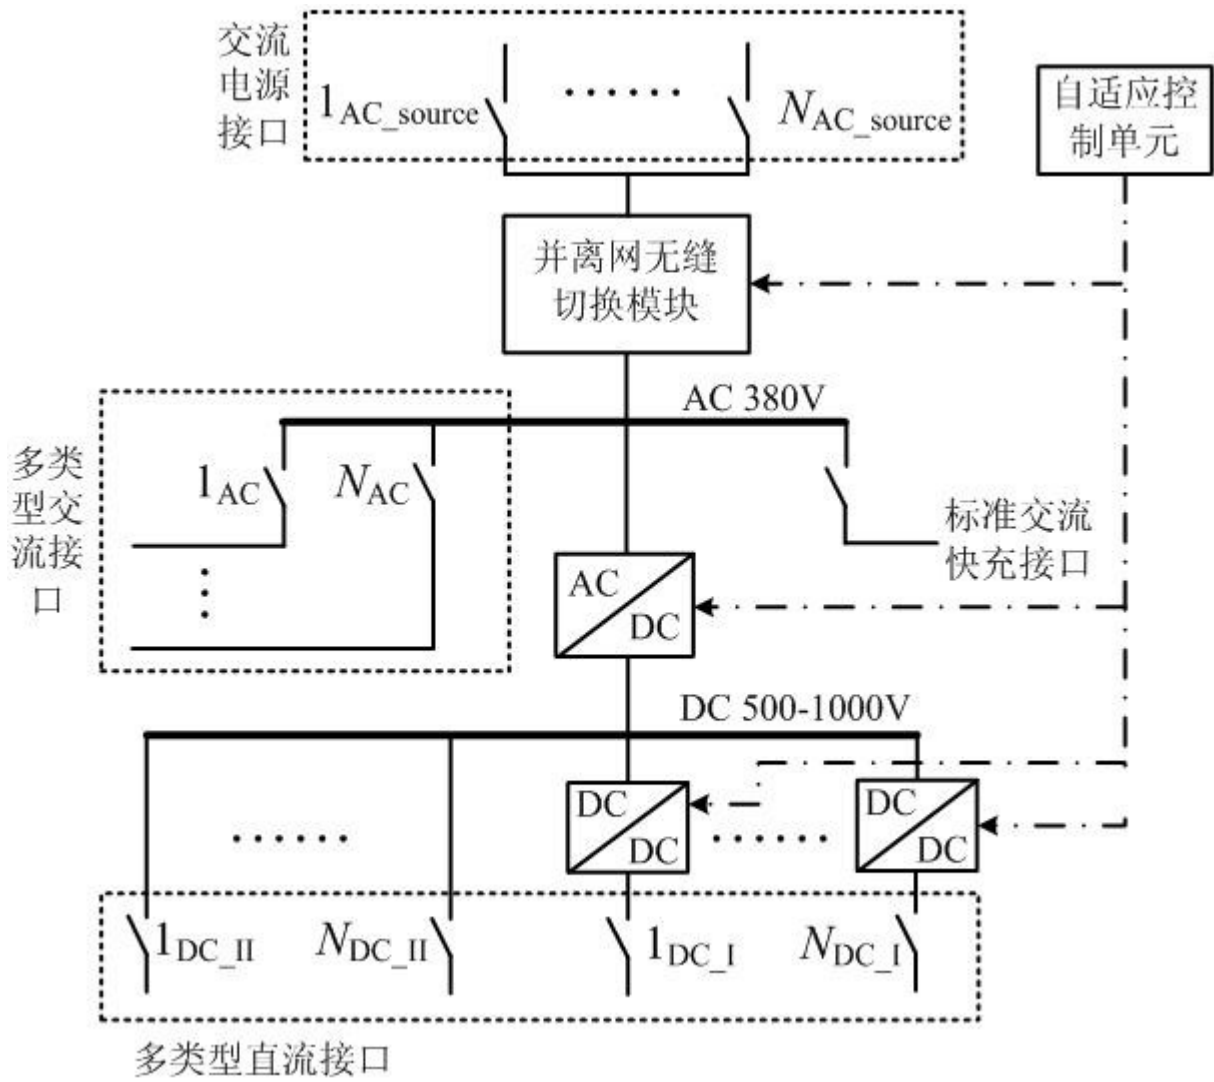 交流
电源
接口
1AC_source
NAC_source
自适应控
制单元
并离网无缝
切换模块
AC 380V
多类
型交
流接
口
1AC
NAC
标准交流
快充接口
AC
DC
DC 500-1000V
DC
DC
DC
DC
1DC_II
NDC_II
1DC_I
NDC_I
多类型直流接口